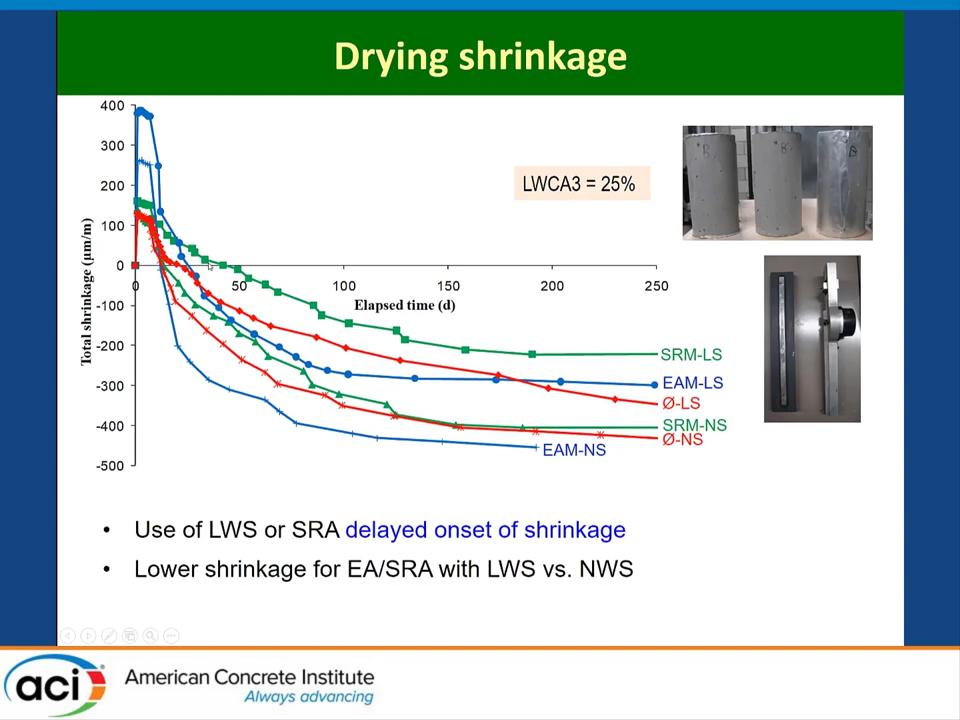 Drying shrinkage
400
300
200
100
0
-100
-200
-300
-400
-500
Total shrinkage (μm/m)
0
50
100
150
200
250
Elapsed time (d)
LWCA3 = 25%
SRM-LS
EAM-LS
Ø-LS
SRM-NS
Ø-NS
EAM-NS
• Use of LWS or SRA delayed onset of shrinkage
• Lower shrinkage for EA/SRA with LWS vs. NWS
aci
American Concrete Institute
Always advancing